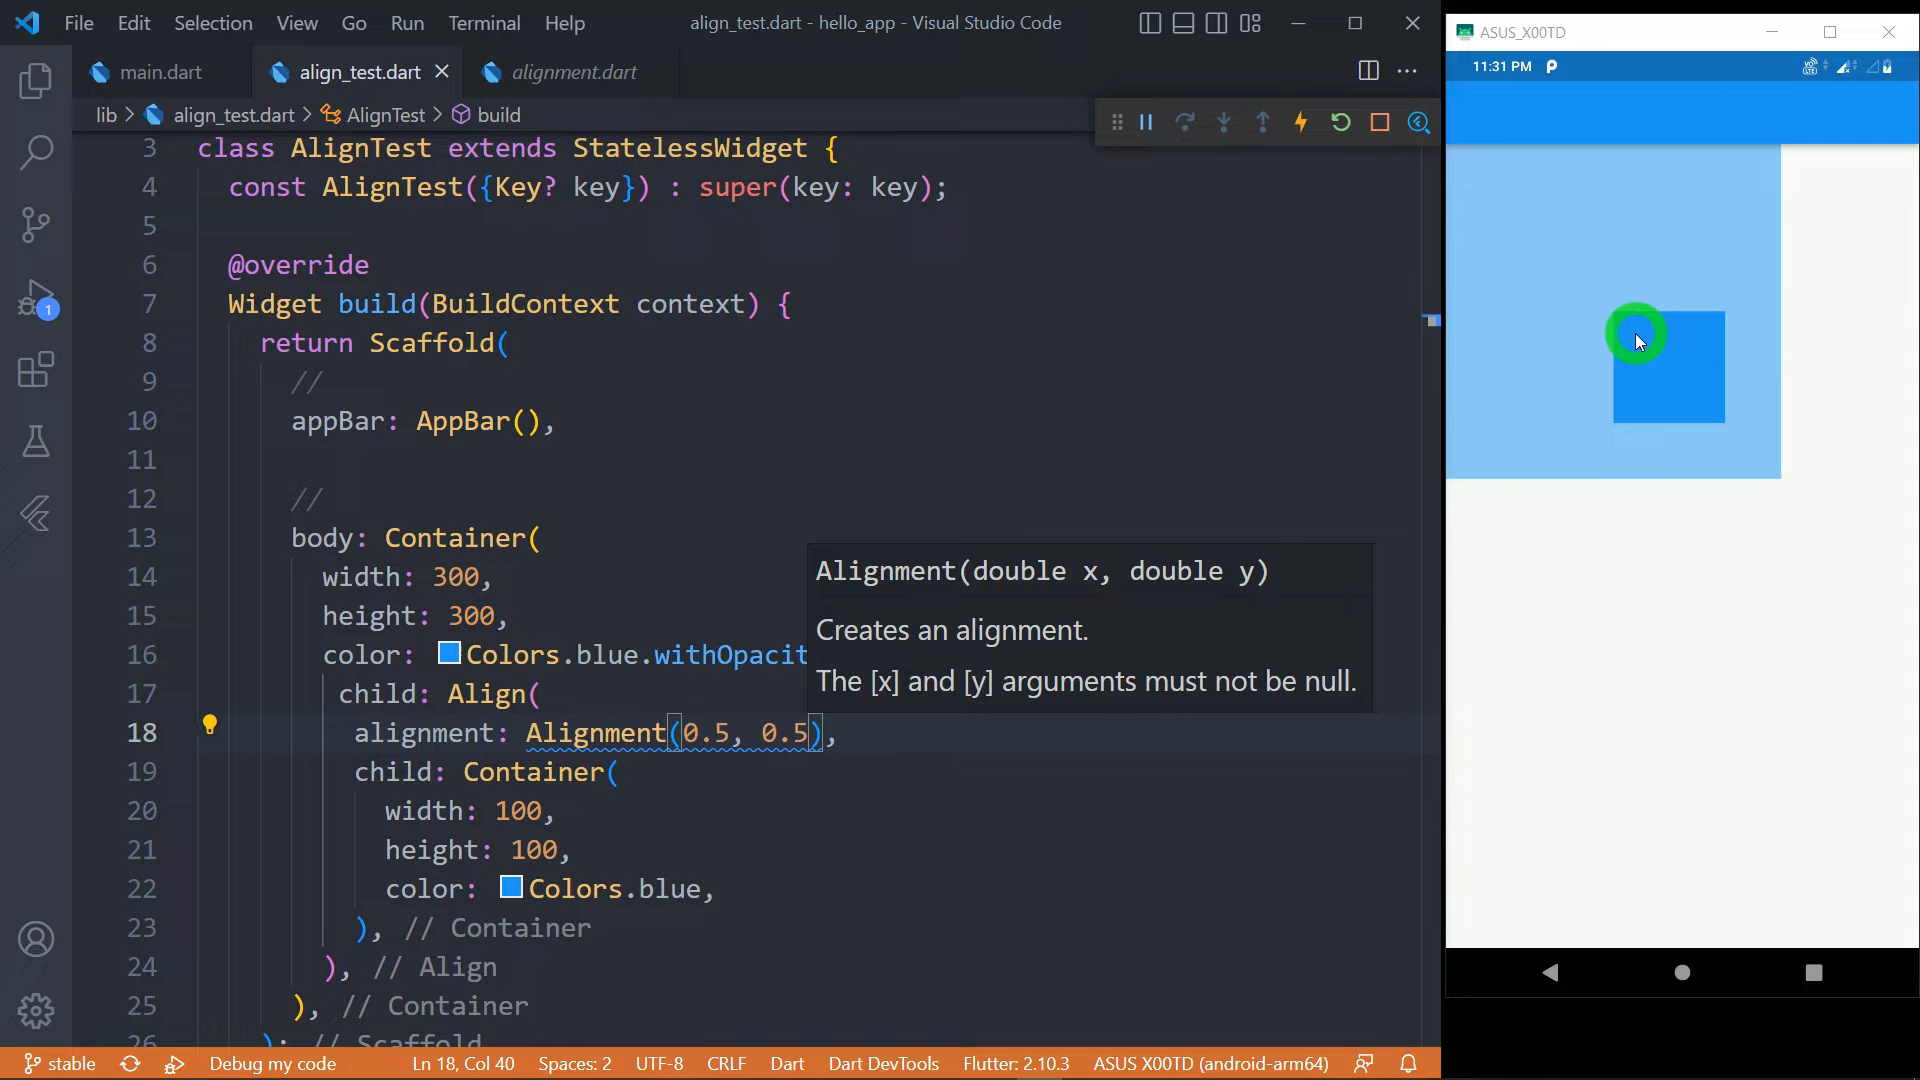 File Edit Selection View Go Run Terminal Help align_test.dart - hello_app - Visual Studio Code
ASUS_X00TD
main.dart align_test.dart alignment.dart
11:31 PM
lib > align_test.dart > AlignTest > build
3 class AlignTest extends StatelessWidget {
4 const AlignTest({Key? key}) : super(key: key);
5
6 @override
7 Widget build(BuildContext context) {
8 return Scaffold(
9 //
10 appBar: AppBar(),
11
12 //
13 body: Container(
14 width: 300,
15 height: 300,
16 color: Colors.blue.withOpacit
17 child: Align(
18 alignment: Alignment(0.5, 0.5),
19 child: Container(
20 width: 100,
21 height: 100,
22 color: Colors.blue,
23 ), // Container
24 ), // Align
25 ), // Container
26 ); // Scaffold
Alignment(double x, double y)
Creates an alignment.
The [x] and [y] arguments must not be null.
1
stable Debug my code Ln 18, Col 40 Spaces: 2 UTF-8 CRLF Dart Dart DevTools Flutter: 2.10.3 ASUS X00TD (android-arm64)